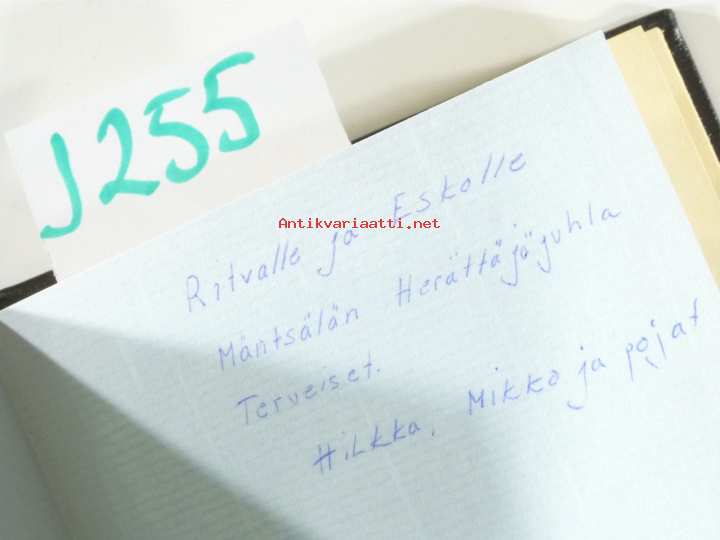 J255
Antikvariaatti.net
Ritvalle ja Eskolle
Mäntsälän Herättäjäjuhla
Terveiset.
Hilkka, Mikko ja pojat